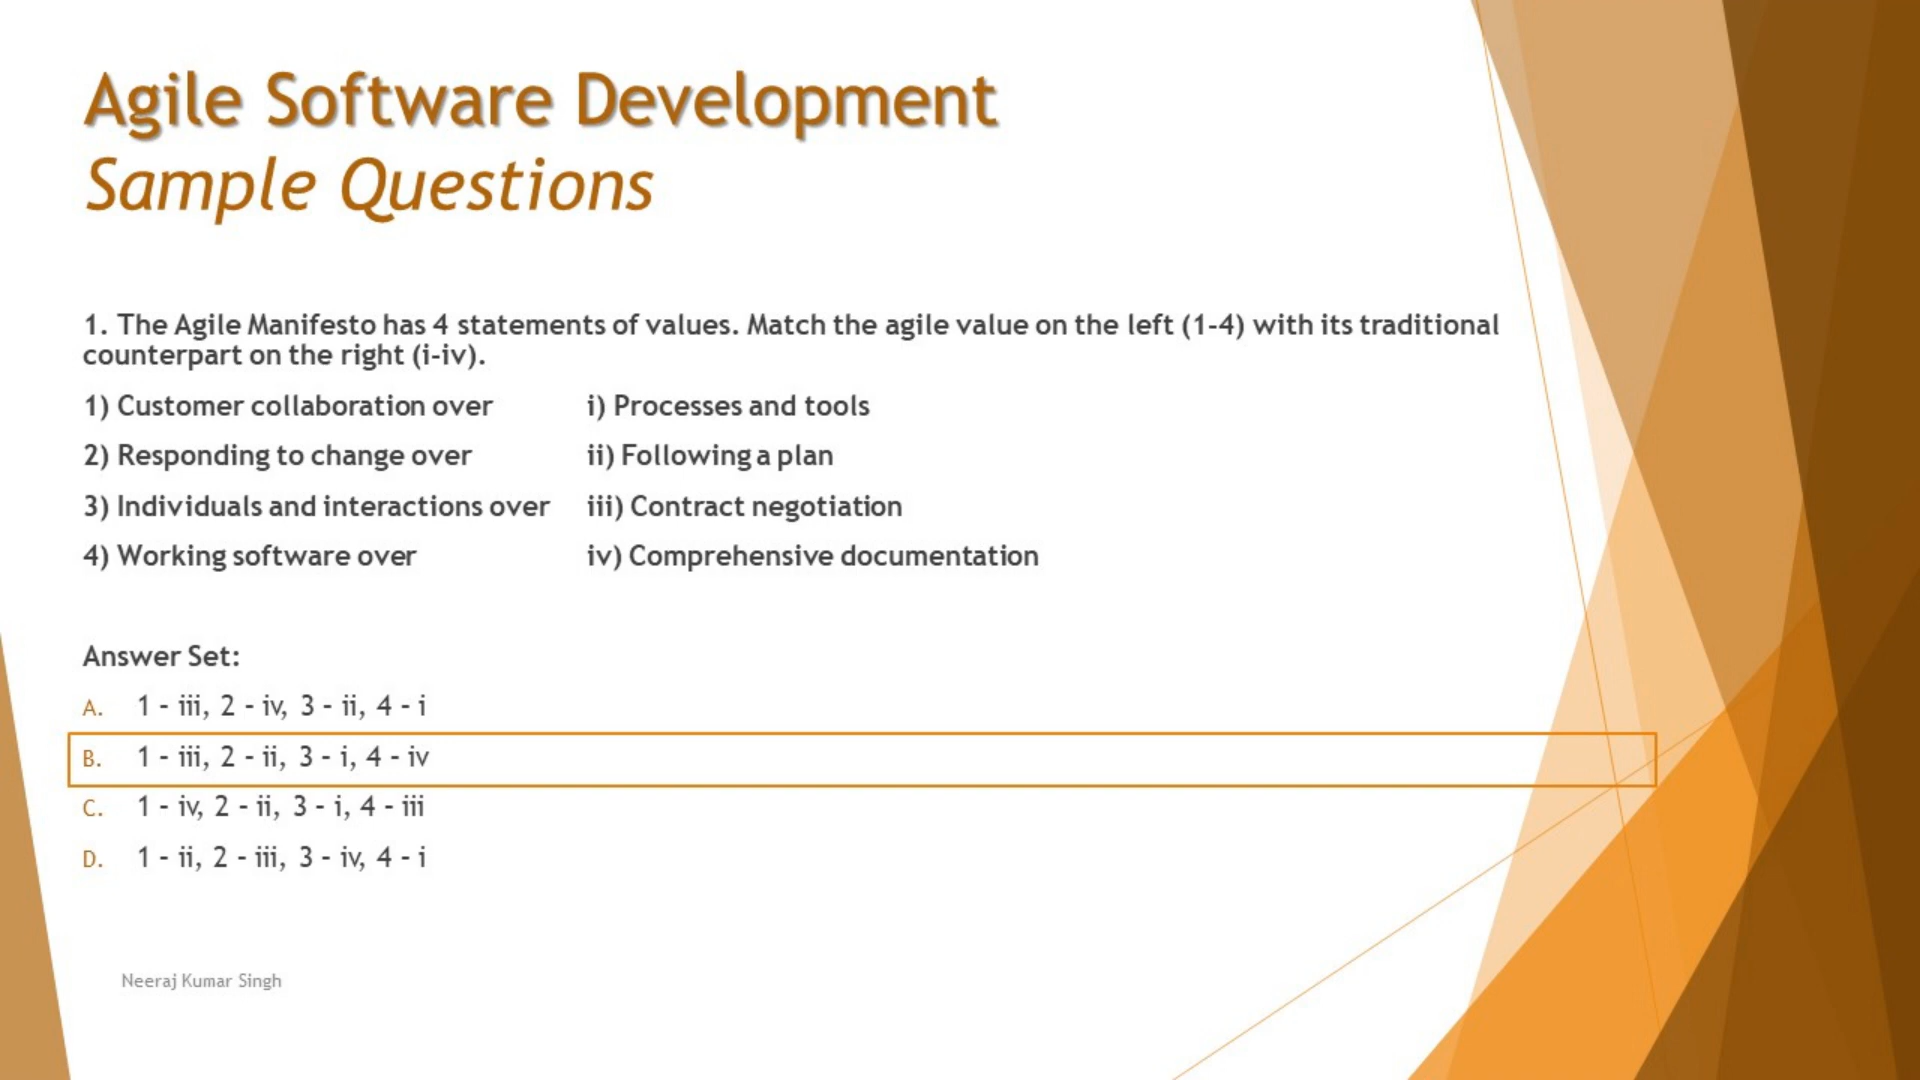 Agile Software Development
Sample Questions
1. The Agile Manifesto has 4 statements of values. Match the agile value on the left (1-4) with its traditional
counterpart on the right (i-iv).
1) Customer collaboration over i) Processes and tools
2) Responding to change over ii) Following a plan
3) Individuals and interactions over iii) Contract negotiation
4) Working software over iv) Comprehensive documentation
Answer Set:
A. 1 - iii, 2 - iv, 3 - ii, 4 - i
B. 1 - iii, 2 - ii, 3 - i, 4 - iv
C. 1 - iv, 2 - ii, 3 - i, 4 - iii
D. 1 - ii, 2 - iii, 3 - iv, 4 - i
Neeraj Kumar Singh